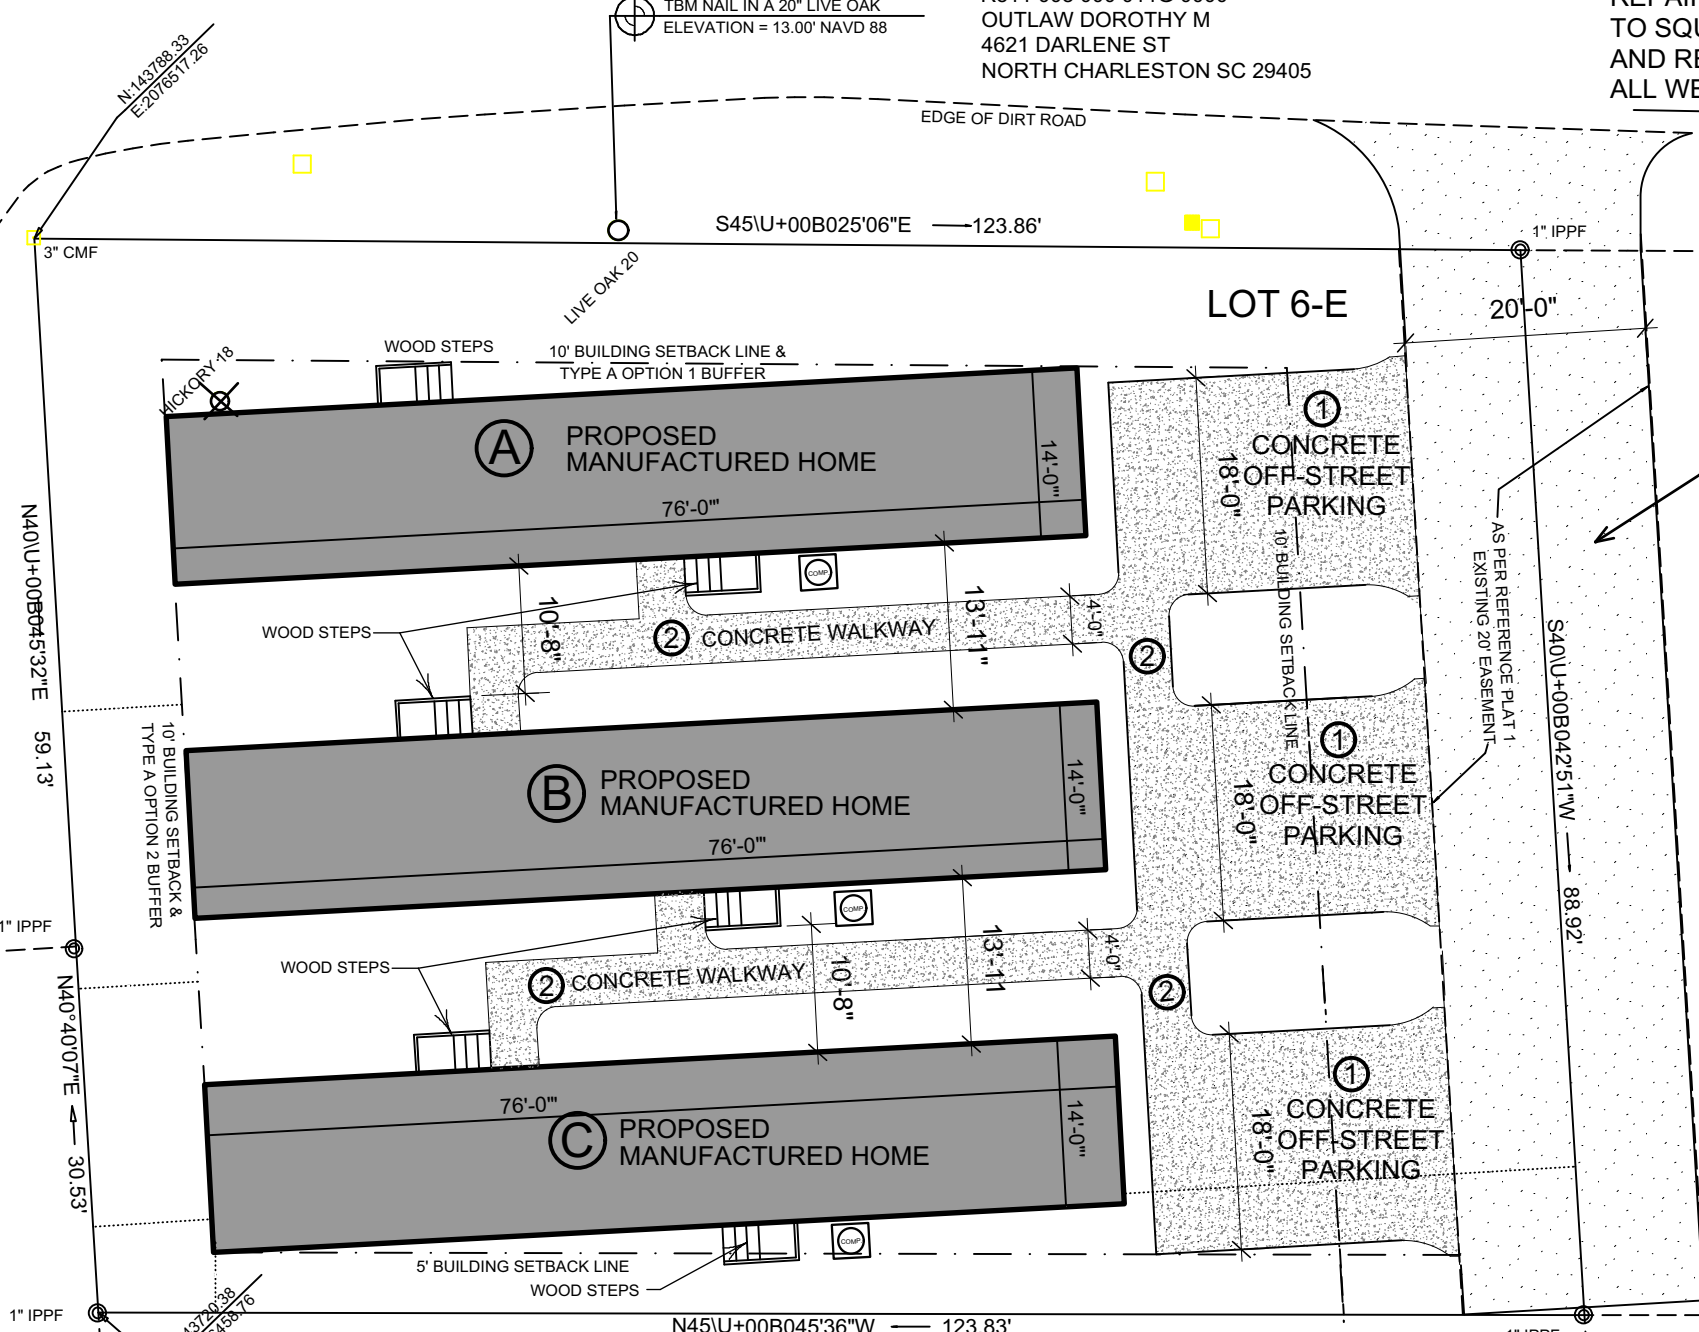 TBM NAIL IN A 20" LIVE OAK
ELEVATION = 13.00' NAVD 88
OUTLAW DOROTHY M
4621 DARLENE ST
NORTH CHARLESTON SC 29405
TO SQU
AND RE
ALL WE
N:143788.33
E:2076517.26
EDGE OF DIRT ROAD
S45\U+00B025'06"E 123.86'
3" CMF
1" IPPF
LIVE OAK 20
LOT 6-E
20'-0"
HICKORY 18
WOOD STEPS
10' BUILDING SETBACK LINE &
TYPE A OPTION 1 BUFFER
A
PROPOSED
MANUFACTURED HOME
76'-0'"
14'-0'"
1
CONCRETE
OFF-STREET
PARKING
18'-0"
10' BUILDING SETBACK LINE
AS PER REFERENCE PLAT 1
EXISTING 20' EASEMENT
N40\U+00B045'32"E 59.13'
S40\U+00B042'51"W 88.92'
COMP
WOOD STEPS
10'-8"
2
CONCRETE WALKWAY
13'-11"
4'-0"
2
10' BUILDING SETBACK &
TYPE A OPTION 2 BUFFER
B
PROPOSED
MANUFACTURED HOME
76'-0'"
14'-0'"
1
CONCRETE
OFF-STREET
PARKING
18'-0"
1" IPPF
COMP
WOOD STEPS
2
CONCRETE WALKWAY
10'-8"
13'-11
4'-0"
2
N40°40'07"E 30.53'
C
PROPOSED
MANUFACTURED HOME
76'-0'"
14'-0'"
1
CONCRETE
OFF-STREET
PARKING
18'-0"
COMP
5' BUILDING SETBACK LINE
WOOD STEPS
1" IPPF
N45\U+00B045'36"W 123.83'